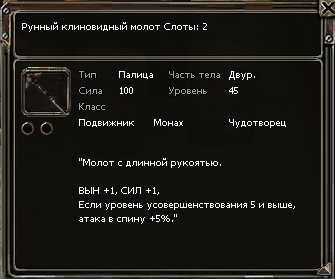 Рунный клиновидный молот Слоты: 2
Тип Палица Часть тела Двур.
Сила 100 Уровень 45
Класс
Подвижник Монах Чудотворец
"Молот с длинной рукоятью.
ВЫН +1, СИЛ +1,
Если уровень усовершенствования 5 и выше,
атака в спину +5%."